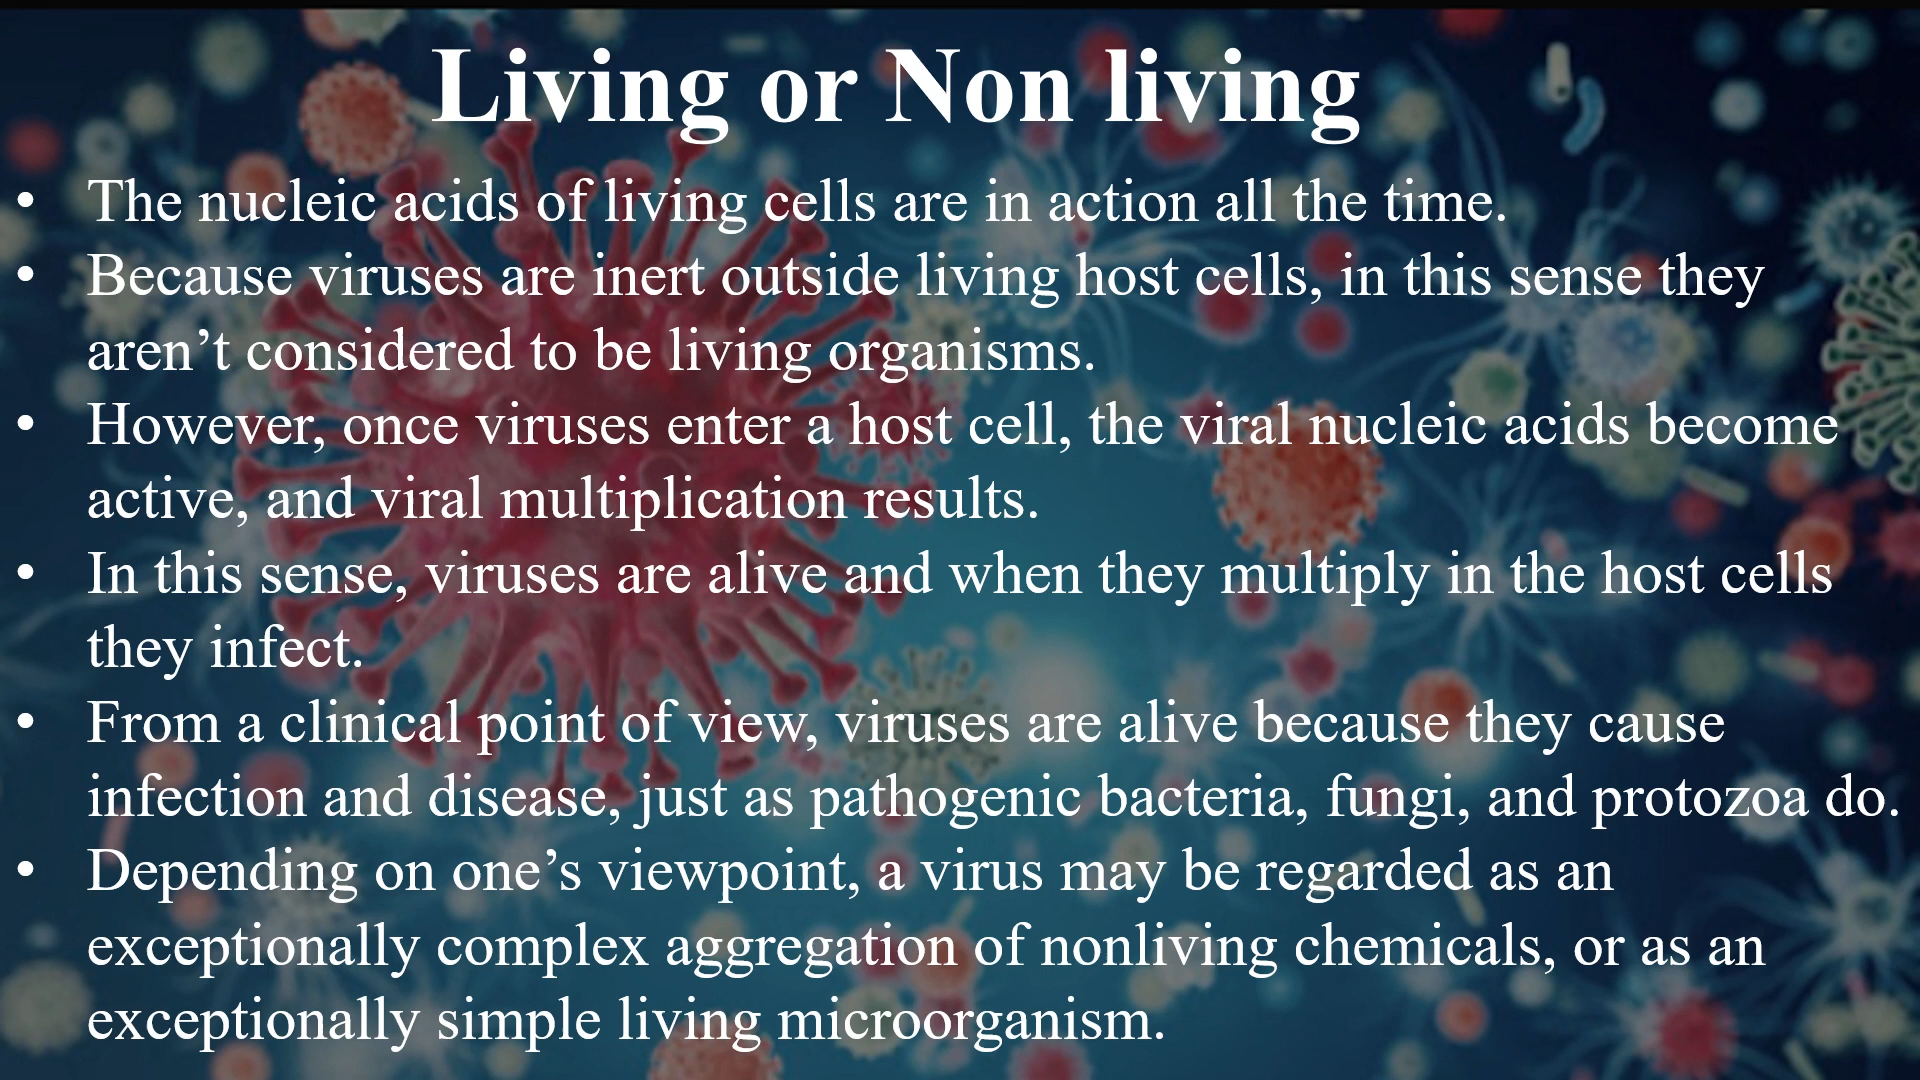 Living or Non living
• The nucleic acids of living cells are in action all the time.
• Because viruses are inert outside living host cells, in this sense they
aren’t considered to be living organisms.
• However, once viruses enter a host cell, the viral nucleic acids become
active, and viral multiplication results.
• In this sense, viruses are alive and when they multiply in the host cells
they infect.
• From a clinical point of view, viruses are alive because they cause
infection and disease, just as pathogenic bacteria, fungi, and protozoa do.
• Depending on one’s viewpoint, a virus may be regarded as an
exceptionally complex aggregation of nonliving chemicals, or as an
exceptionally simple living microorganism.